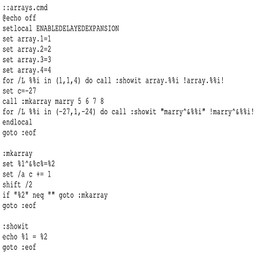 ::arrays.cmd
@echo off
setlocal ENABLEDELAYEDEXPANSION
set array.1=1
set array.2=2
set array.3=3
set array.4=4
for /L %%i in (1,1,4) do call :showit array.%%i !array.%%i!
set c=-27
call :mkarray marry 5 6 7 8
for /L %%i in (-27,1,-24) do call :showit "marry^&%%i" !marry^&%%i!
endlocal
goto :eof
:mkarray
set %1^&%c%=%2
set /a c += 1
shift /2
if "%2" neq "" goto :mkarray
goto :eof
:showit
echo %1 = %2
goto :eof